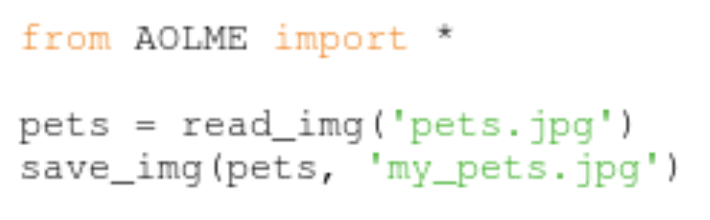 from AOLME import *
pets = read_img('pets.jpg')
save_img(pets, 'my_pets.jpg')